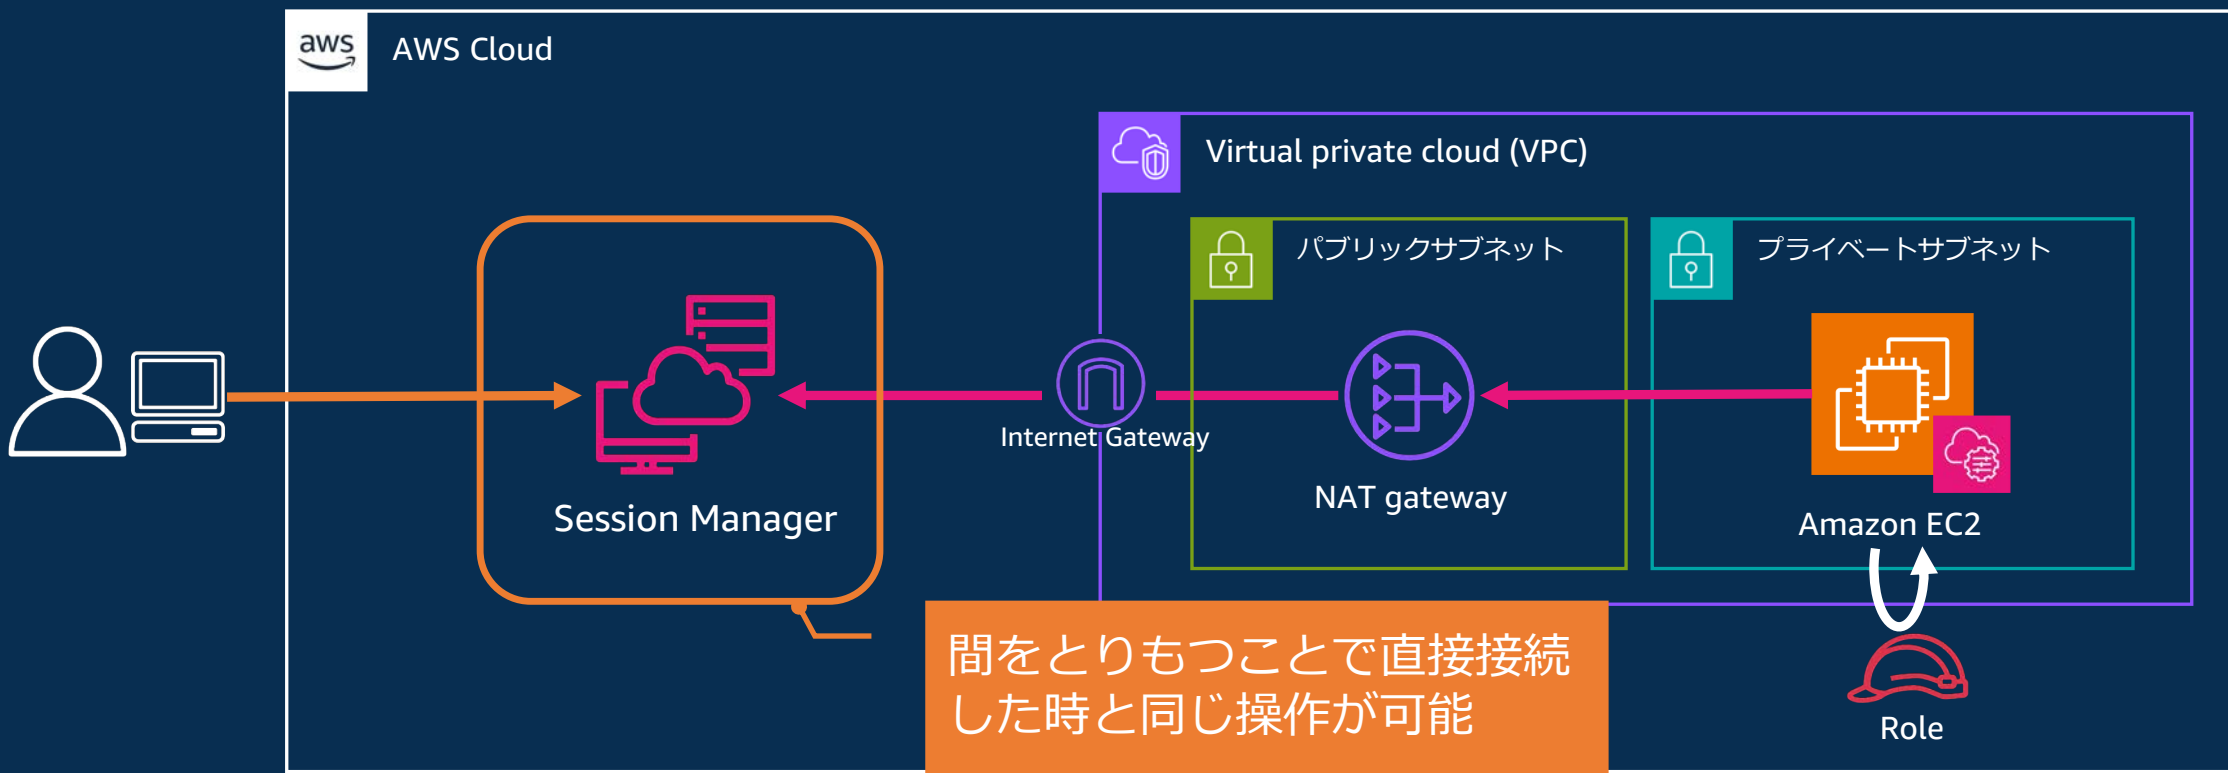 aws
AWS Cloud
Virtual private cloud (VPC)
パブリックサブネット
プライベートサブネット
Internet Gateway
NAT gateway
Session Manager
Amazon EC2
間をとりもつことで直接接続
した時と同じ操作が可能
Role